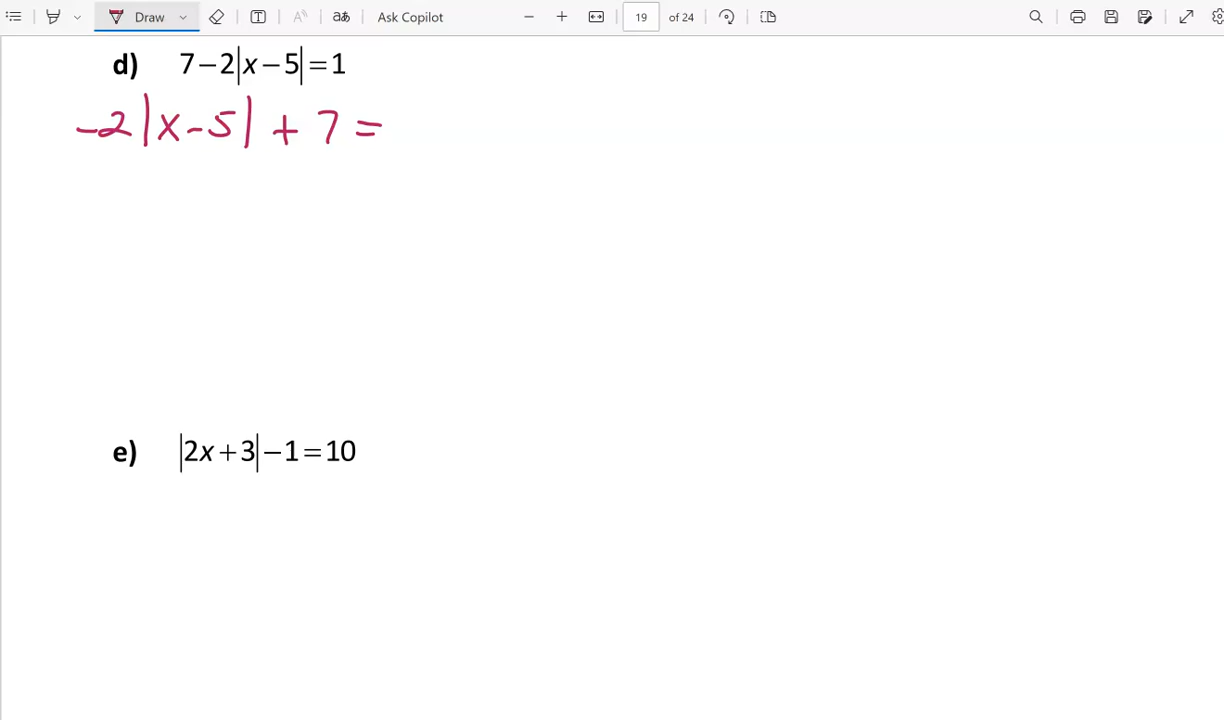 Draw
Ask Copilot
19 of 24
d) 7−2|x−5|=1
−2|x−5| + 7 =
e) |2x+3|−1=10